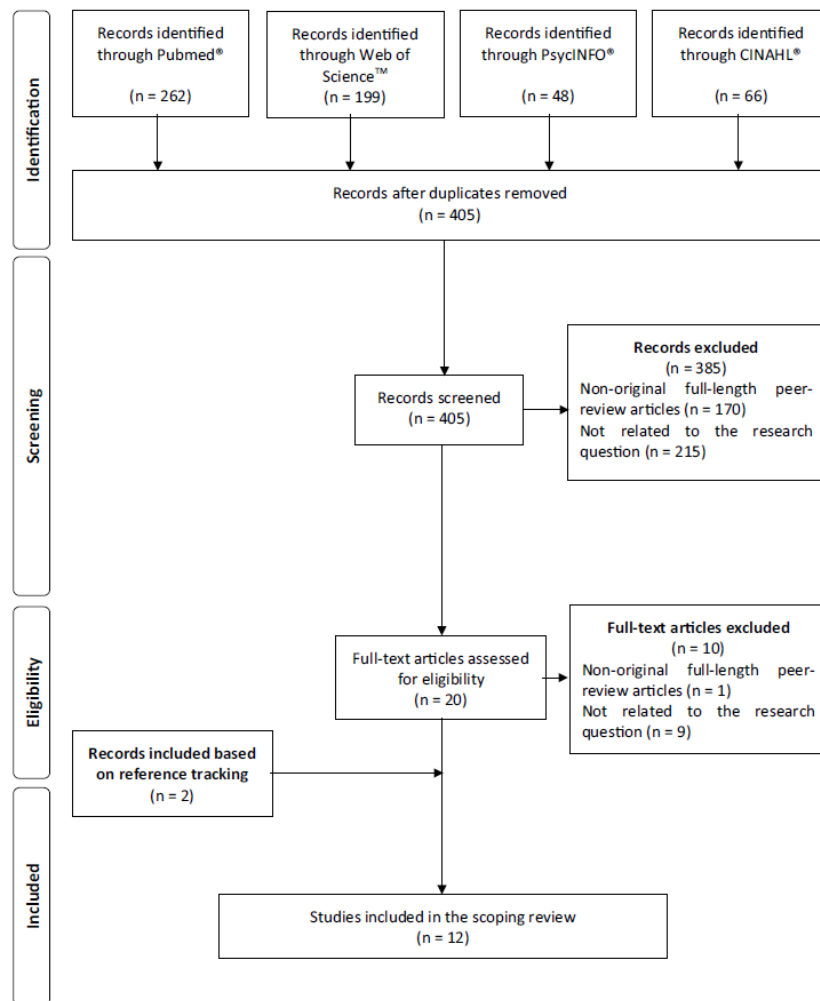 Records identified
through Pubmed®
(n = 262)
Records identified
through Web of
Science™
(n = 199)
Records identified
through PsycINFO®
(n = 48)
Records identified
through CINAHL®
(n = 66)
Identification
Records after duplicates removed
(n = 405)
Screening
Records screened
(n = 405)
Records excluded
(n = 385)
Non-original full-length peer-
review articles (n = 170)
Not related to the research
question (n = 215)
Eligibility
Full-text articles assessed
for eligibility
(n = 20)
Full-text articles excluded
(n = 10)
Non-original full-length peer-
review articles (n = 1)
Not related to the research
question (n = 9)
Records included based
on reference tracking
(n = 2)
Included
Studies included in the scoping review
(n = 12)